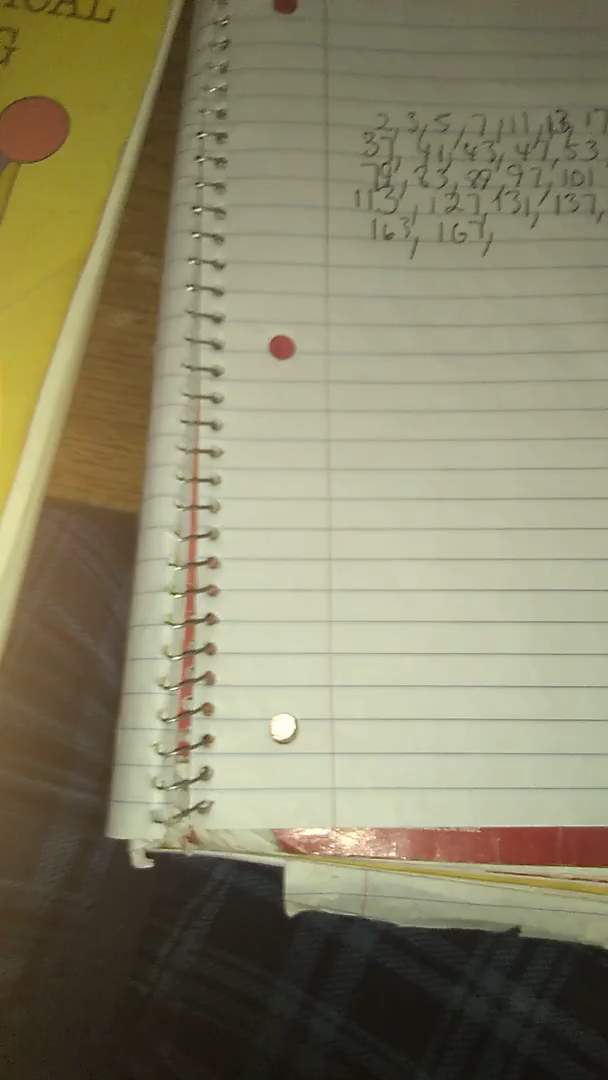 ICAL
G
2, 3, 5, 7, 11, 13, 17
37, 41, 43, 47, 53
79, 83, 89, 97, 101
113, 127, 131, 137,
163, 167,